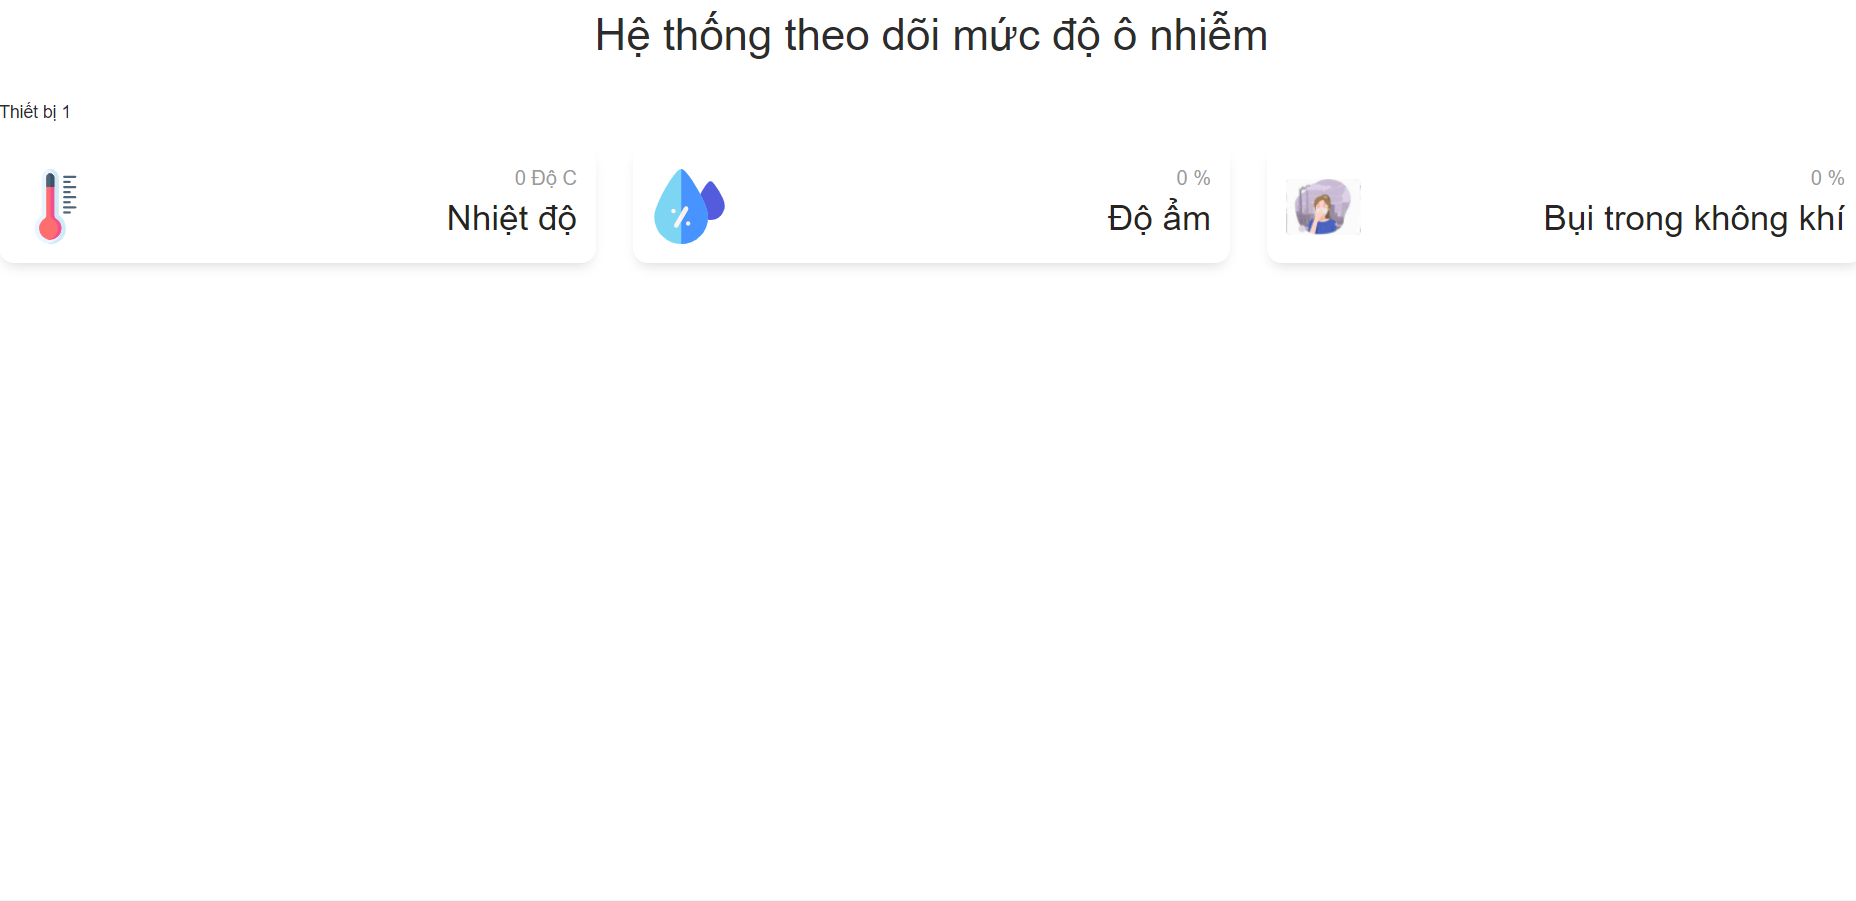 Hệ thống theo dõi mức độ ô nhiễm
Thiết bị 1
0 Độ C
Nhiệt độ
0 %
Độ ẩm
0 %
Bụi trong không khí